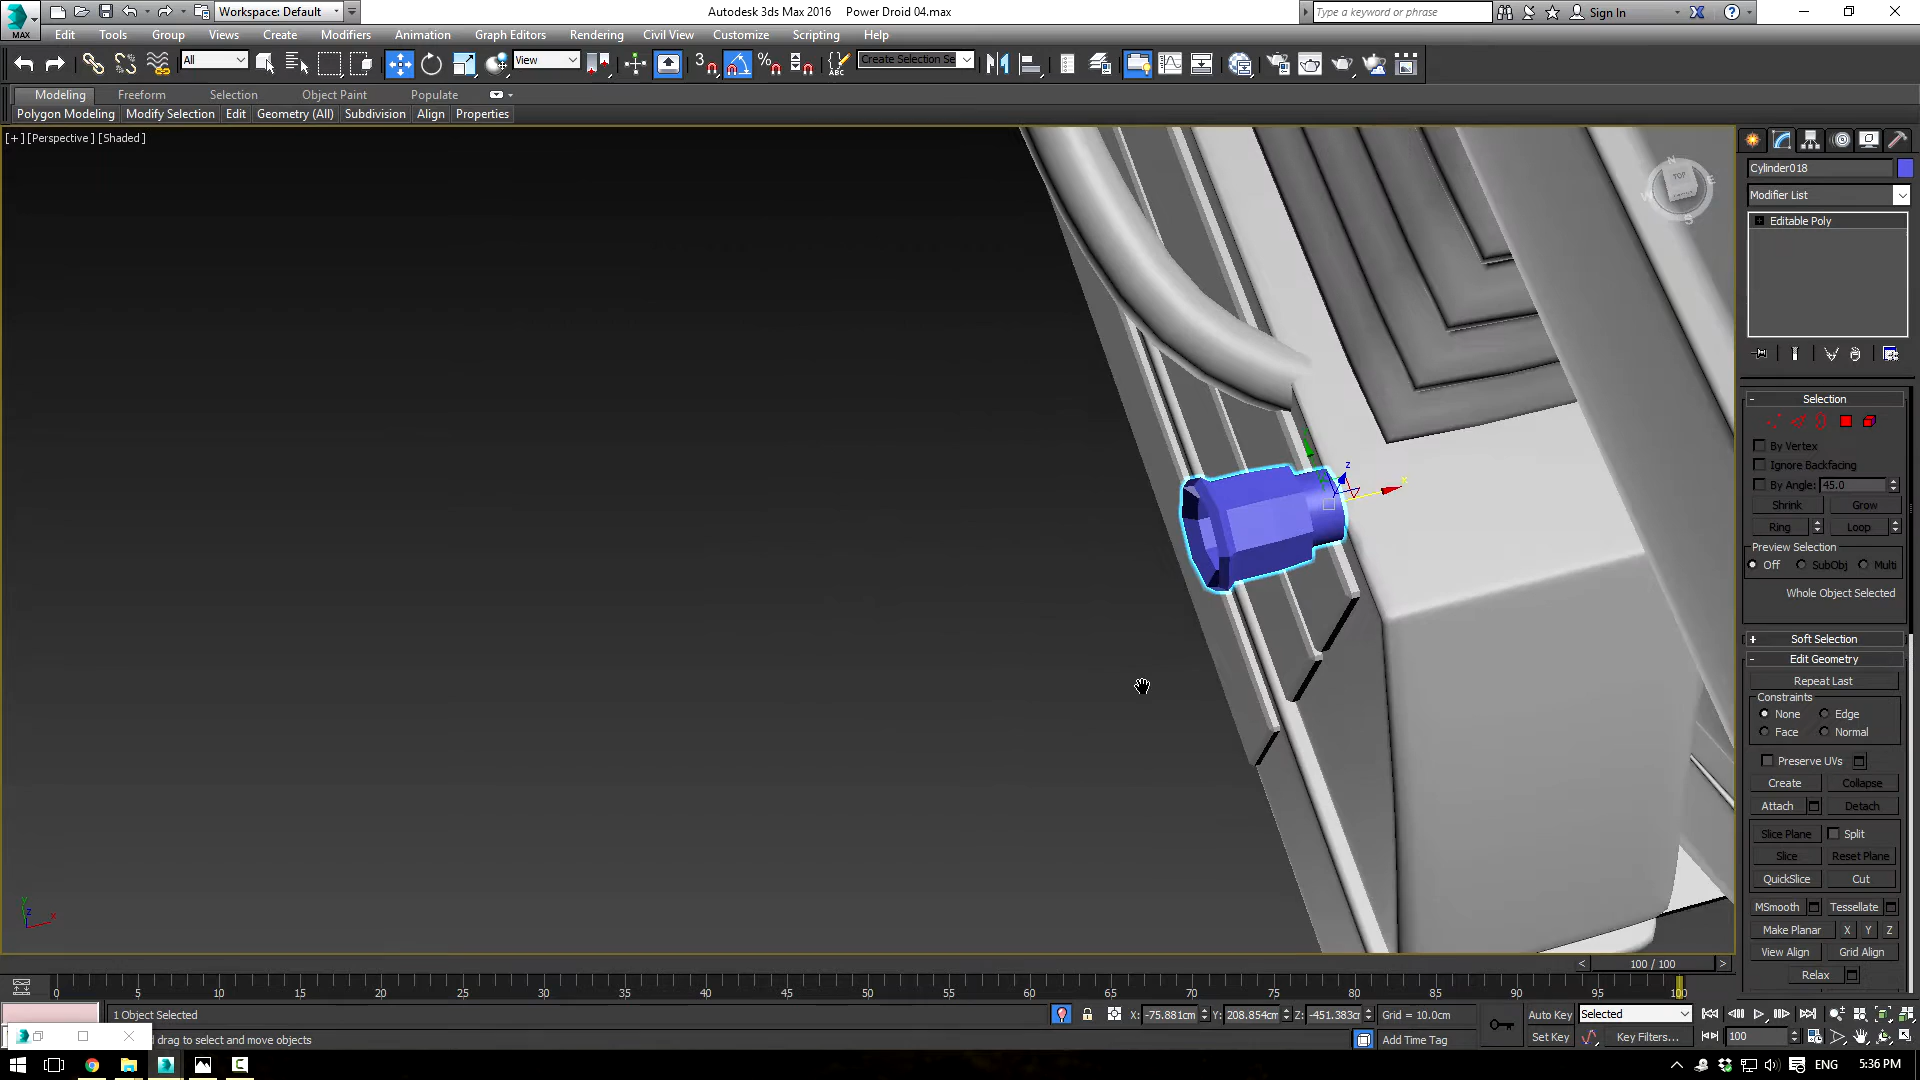 Workspace: Default
Autodesk 3ds Max 2016 Power Droid 04.max
Type a keyword or phrase
Sign In
MAX
Edit Tools Group Views Create Modifiers Animation Graph Editors Rendering Civil View Customize Scripting Help
All
View
3
ABC
Create Selection Se
Modeling Freeform Selection Object Paint Populate
Polygon Modeling Modify Selection Edit Geometry (All) Subdivision Align Properties
[+] [Perspective ] [Shaded ]
N
TOP
E
W
S
z
x
Cylinder018
Modifier List
Editable Poly
- Selection
By Vertex
Ignore Backfacing
By Angle: 45.0
Shrink Grow
Ring Loop
Preview Selection
Off SubObj Multi
Whole Object Selected
+ Soft Selection
- Edit Geometry
Repeat Last
Constraints
None Edge
Face Normal
Preserve UVs
Create Collapse
Attach Detach
Slice Plane Split
Slice Reset Plane
QuickSlice Cut
MSmooth Tessellate
Make Planar X Y Z
View Align Grid Align
Relax
z
x
< 100 / 100 >
0 5 10 15 20 25 30 35 40 45 50 55 60 65 70 75 80 85 90 95 100
1 Object Selected
X: -75.881cm Y: 208.854cm Z: -451.383cm Grid = 10.0cm
Auto Key Selected
drag to select and move objects
Add Time Tag
Set Key Key Filters...
100
ENG 5:36 PM